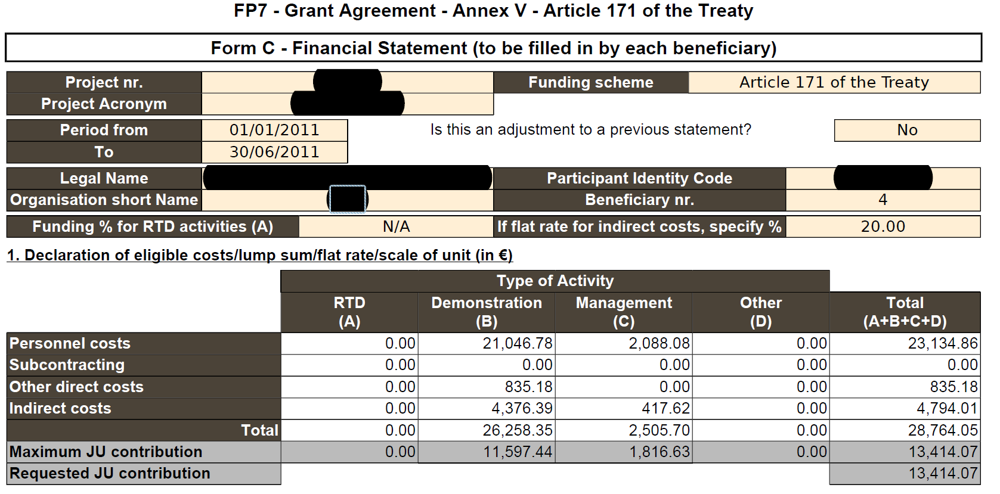 FP7 - Grant Agreement - Annex V - Article 171 of the Treaty
Form C - Financial Statement (to be filled in by each beneficiary)
Project nr. Funding scheme Article 171 of the Treaty
Project Acronym
Period from 01/01/2011 Is this an adjustment to a previous statement? No
To 30/06/2011
Legal Name Participant Identity Code
Organisation short Name Beneficiary nr. 4
Funding % for RTD activities (A) N/A If flat rate for indirect costs, specify % 20.00
1. Declaration of eligible costs/lump sum/flat rate/scale of unit (in €)
Type of Activity
RTD Demonstration Management Other Total
(A) (B) (C) (D) (A+B+C+D)
Personnel costs 0.00 21,046.78 2,088.08 0.00 23,134.86
Subcontracting 0.00 0.00 0.00 0.00 0.00
Other direct costs 0.00 835.18 0.00 0.00 835.18
Indirect costs 0.00 4,376.39 417.62 0.00 4,794.01
Total 0.00 26,258.35 2,505.70 0.00 28,764.05
Maximum JU contribution 0.00 11,597.44 1,816.63 0.00 13,414.07
Requested JU contribution 13,414.07